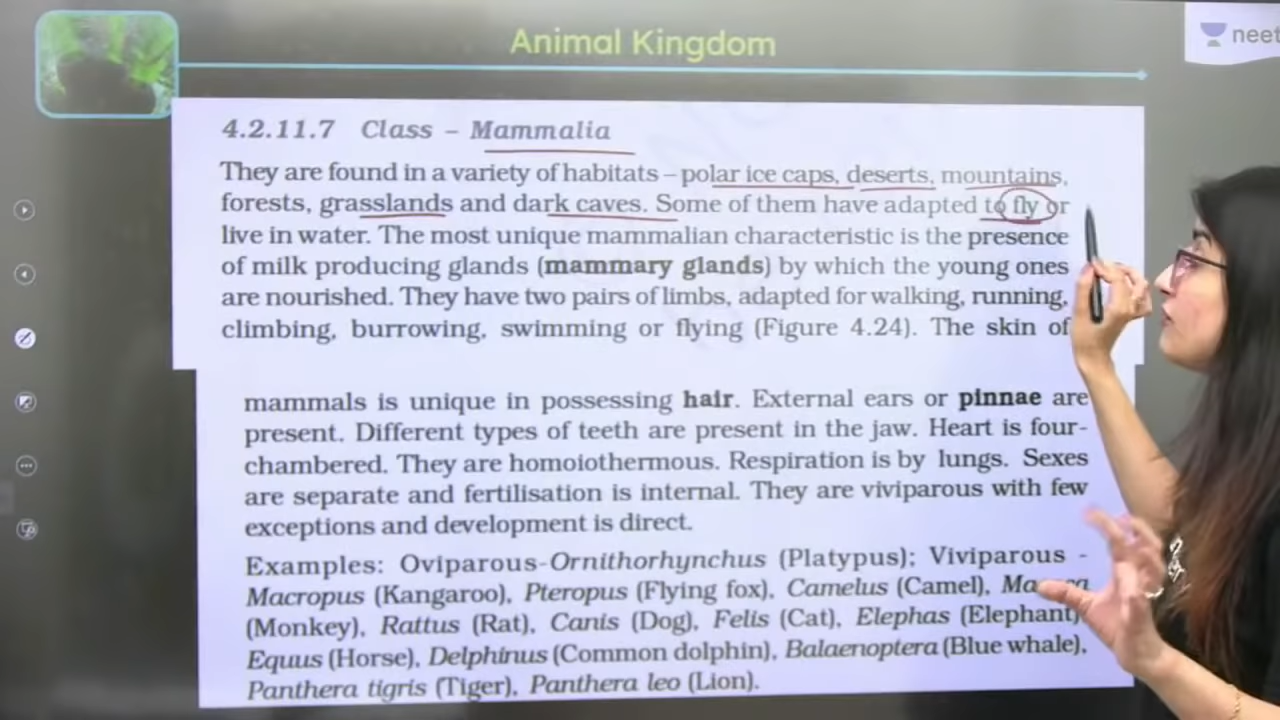 Animal Kingdom
neet
4.2.11.7 Class – Mammalia
They are found in a variety of habitats – polar ice caps, deserts, mountains,
forests, grasslands and dark caves. Some of them have adapted to fly or
live in water. The most unique mammalian characteristic is the presence
of milk producing glands (mammary glands) by which the young ones
are nourished. They have two pairs of limbs, adapted for walking, running,
climbing, burrowing, swimming or flying (Figure 4.24). The skin of
mammals is unique in possessing hair. External ears or pinnae are
present. Different types of teeth are present in the jaw. Heart is four-
chambered. They are homoiothermous. Respiration is by lungs. Sexes
are separate and fertilisation is internal. They are viviparous with few
exceptions and development is direct.
Examples: Oviparous-Ornithorhynchus (Platypus); Viviparous -
Macropus (Kangaroo), Pteropus (Flying fox), Camelus (Camel),
(Monkey), Rattus (Rat), Canis (Dog), Felis (Cat), Elephas (Elephant)
Equus (Horse), Delphinus (Common dolphin), Balaenoptera (Blue whale),
Panthera tigris (Tiger), Panthera leo (Lion).